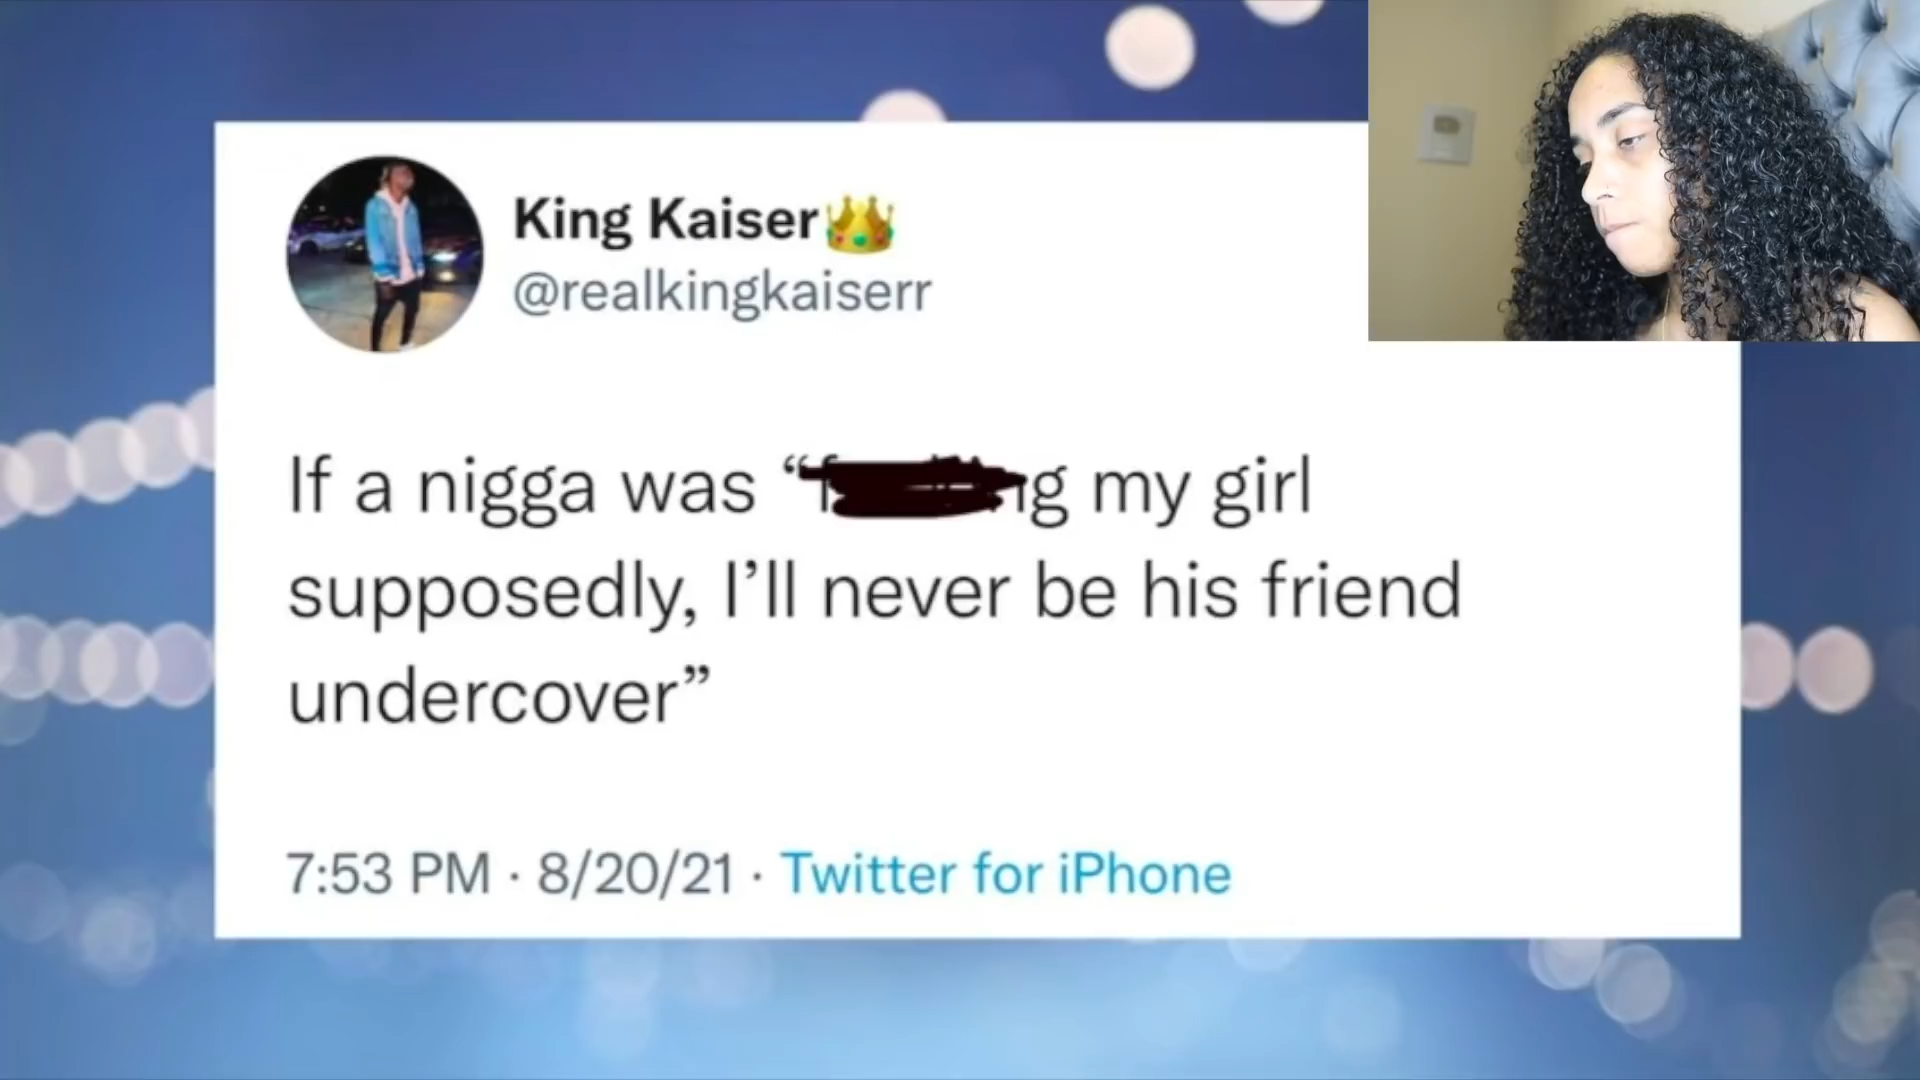 King Kaiser👑
@realkingkaiserr
If a nigga was “ my girl
supposedly, I’ll never be his friend
undercover”
7:53 PM · 8/20/21 · Twitter for iPhone